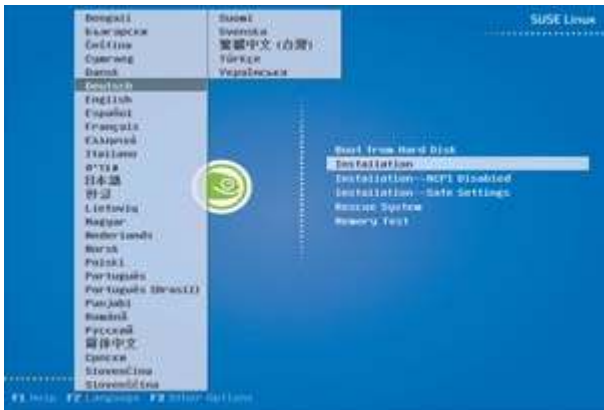 SUSE Linux
Bengali
Български
Čeština
Cymraeg
Dansk
Deutsch
English
Español
Français
Ελληνικά
Italiano
עברית
日本語
한글
Lietuvių
Magyar
Nederlands
Norsk
Polski
Português
Português (Brasil)
Punjabi
Română
Русский
简体中文
Српски
Slovenčina
Slovenščina
Suomi
Svenska
繁體中文 (台灣)
Türkçe
Українська
Boot from Hard Disk
Installation
Installation--ACPI Disabled
Installation--Safe Settings
Rescue System
Memory Test
F1 Help F2 Language F3 Other Options